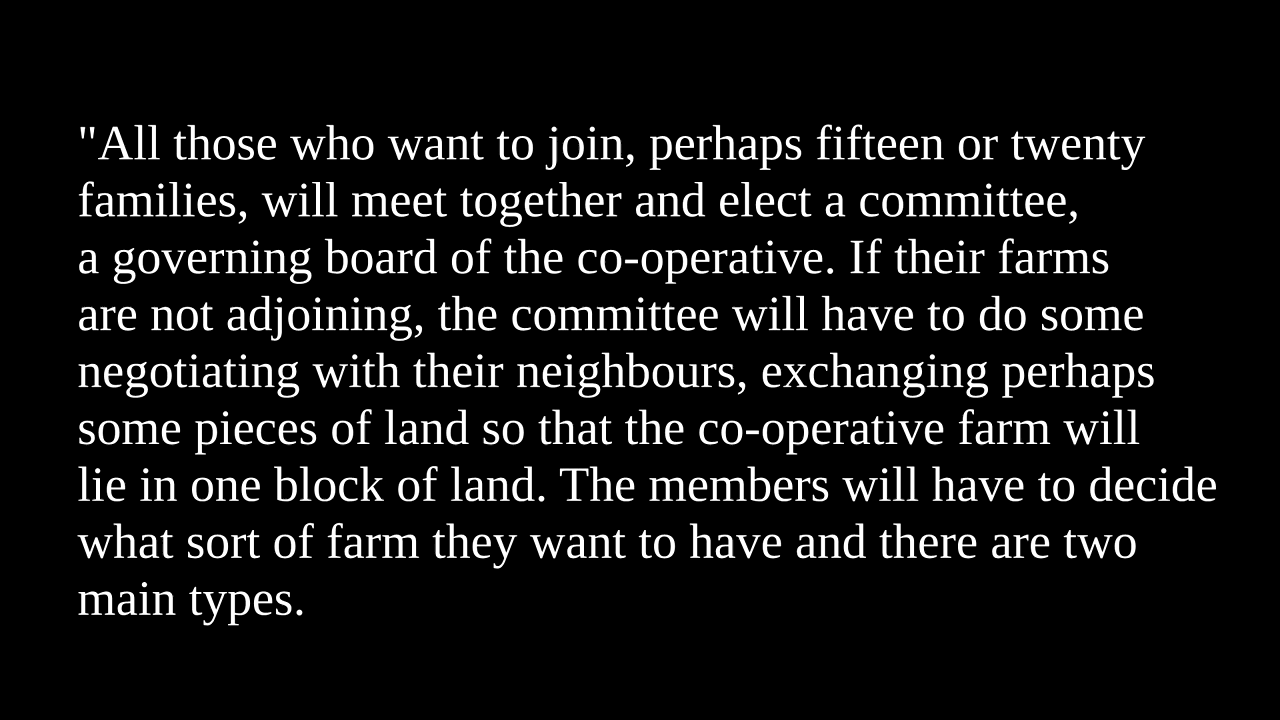 "All those who want to join, perhaps fifteen or twenty
families, will meet together and elect a committee,
a governing board of the co-operative. If their farms
are not adjoining, the committee will have to do some
negotiating with their neighbours, exchanging perhaps
some pieces of land so that the co-operative farm will
lie in one block of land. The members will have to decide
what sort of farm they want to have and there are two
main types.